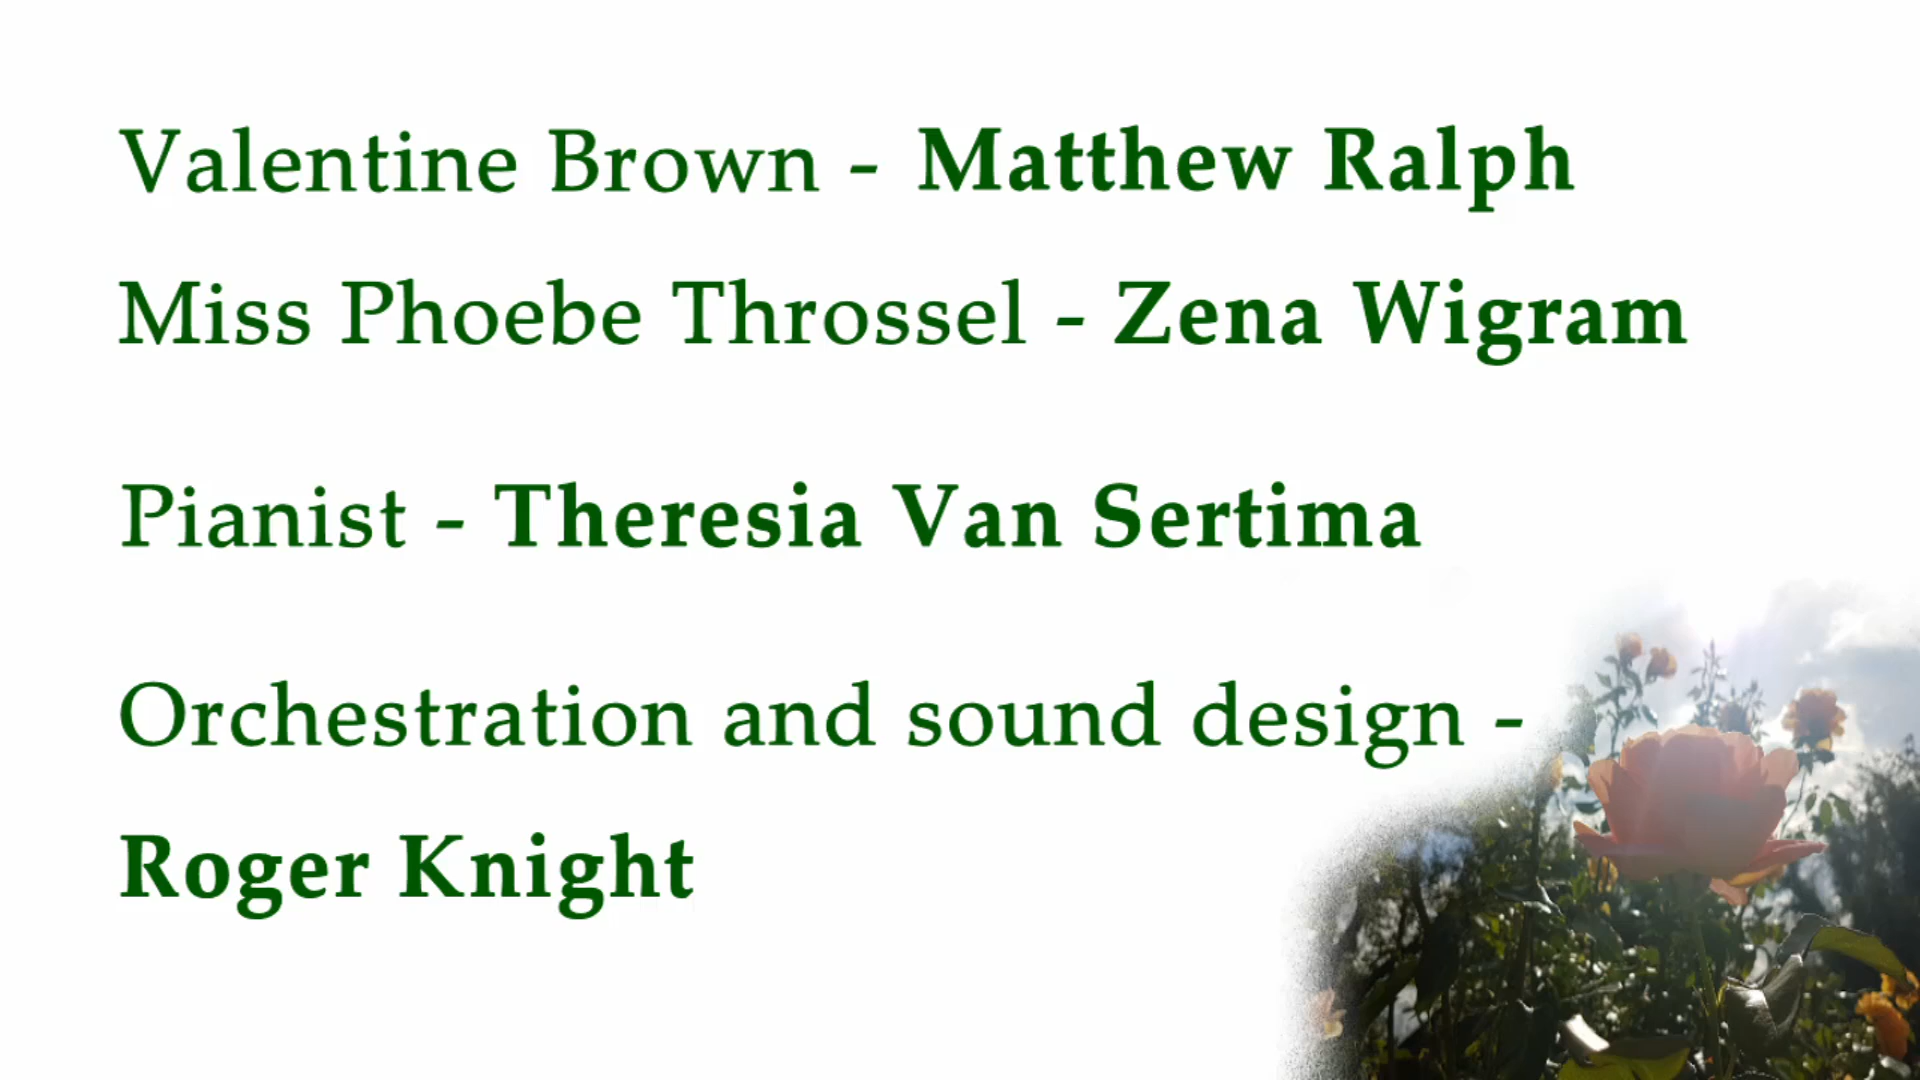 Valentine Brown - Matthew Ralph
Miss Phoebe Throssel - Zena Wigram
Pianist - Theresia Van Sertima
Orchestration and sound design -
Roger Knight